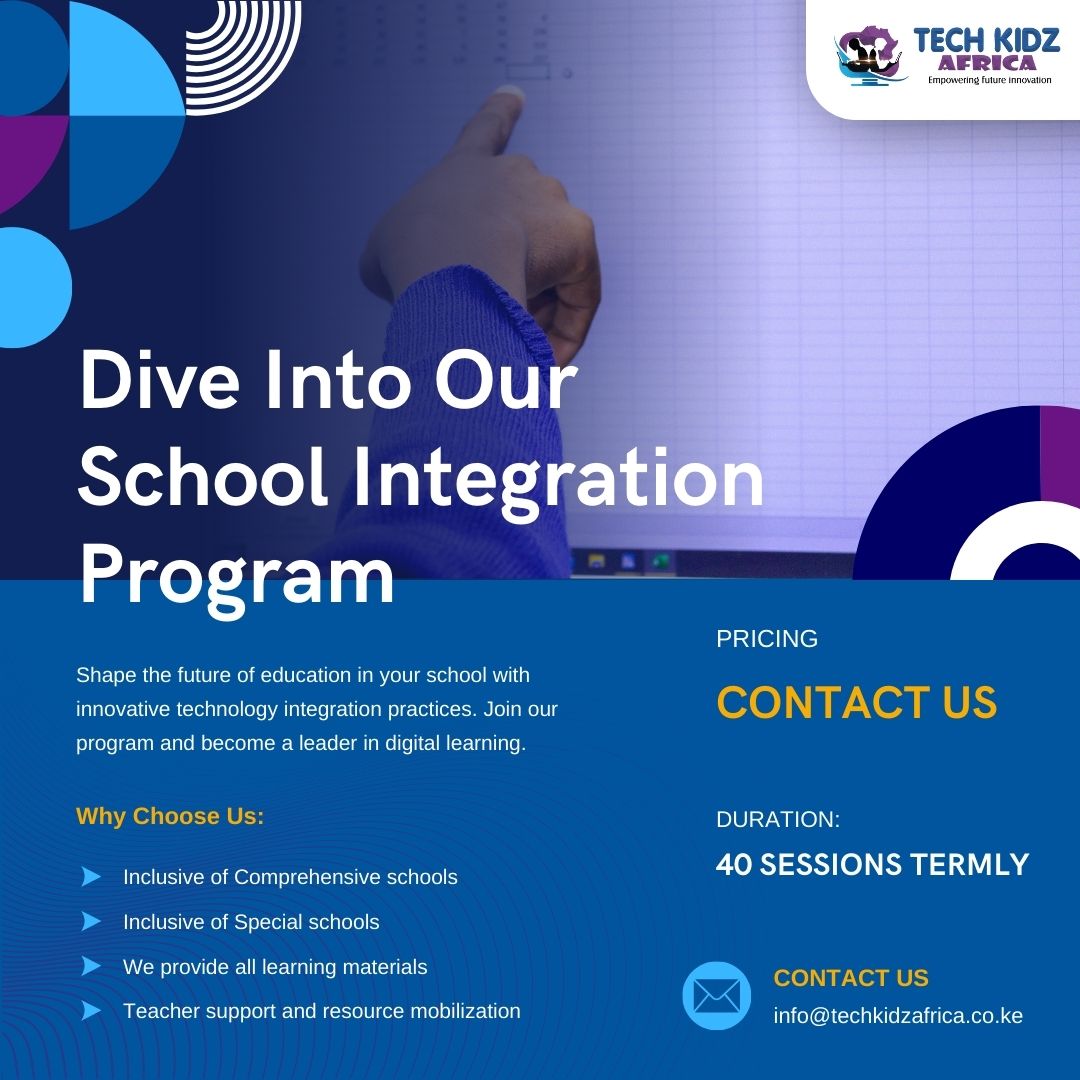 TECH KIDZ
AFRICA
Empowering future innovation
Dive Into Our
School Integration
Program
Shape the future of education in your school with
innovative technology integration practices. Join our
program and become a leader in digital learning.
Why Choose Us:
Inclusive of Comprehensive schools
Inclusive of Special schools
We provide all learning materials
Teacher support and resource mobilization
PRICING
CONTACT US
DURATION:
40 SESSIONS TERMLY
CONTACT US
info@techkidzafrica.co.ke